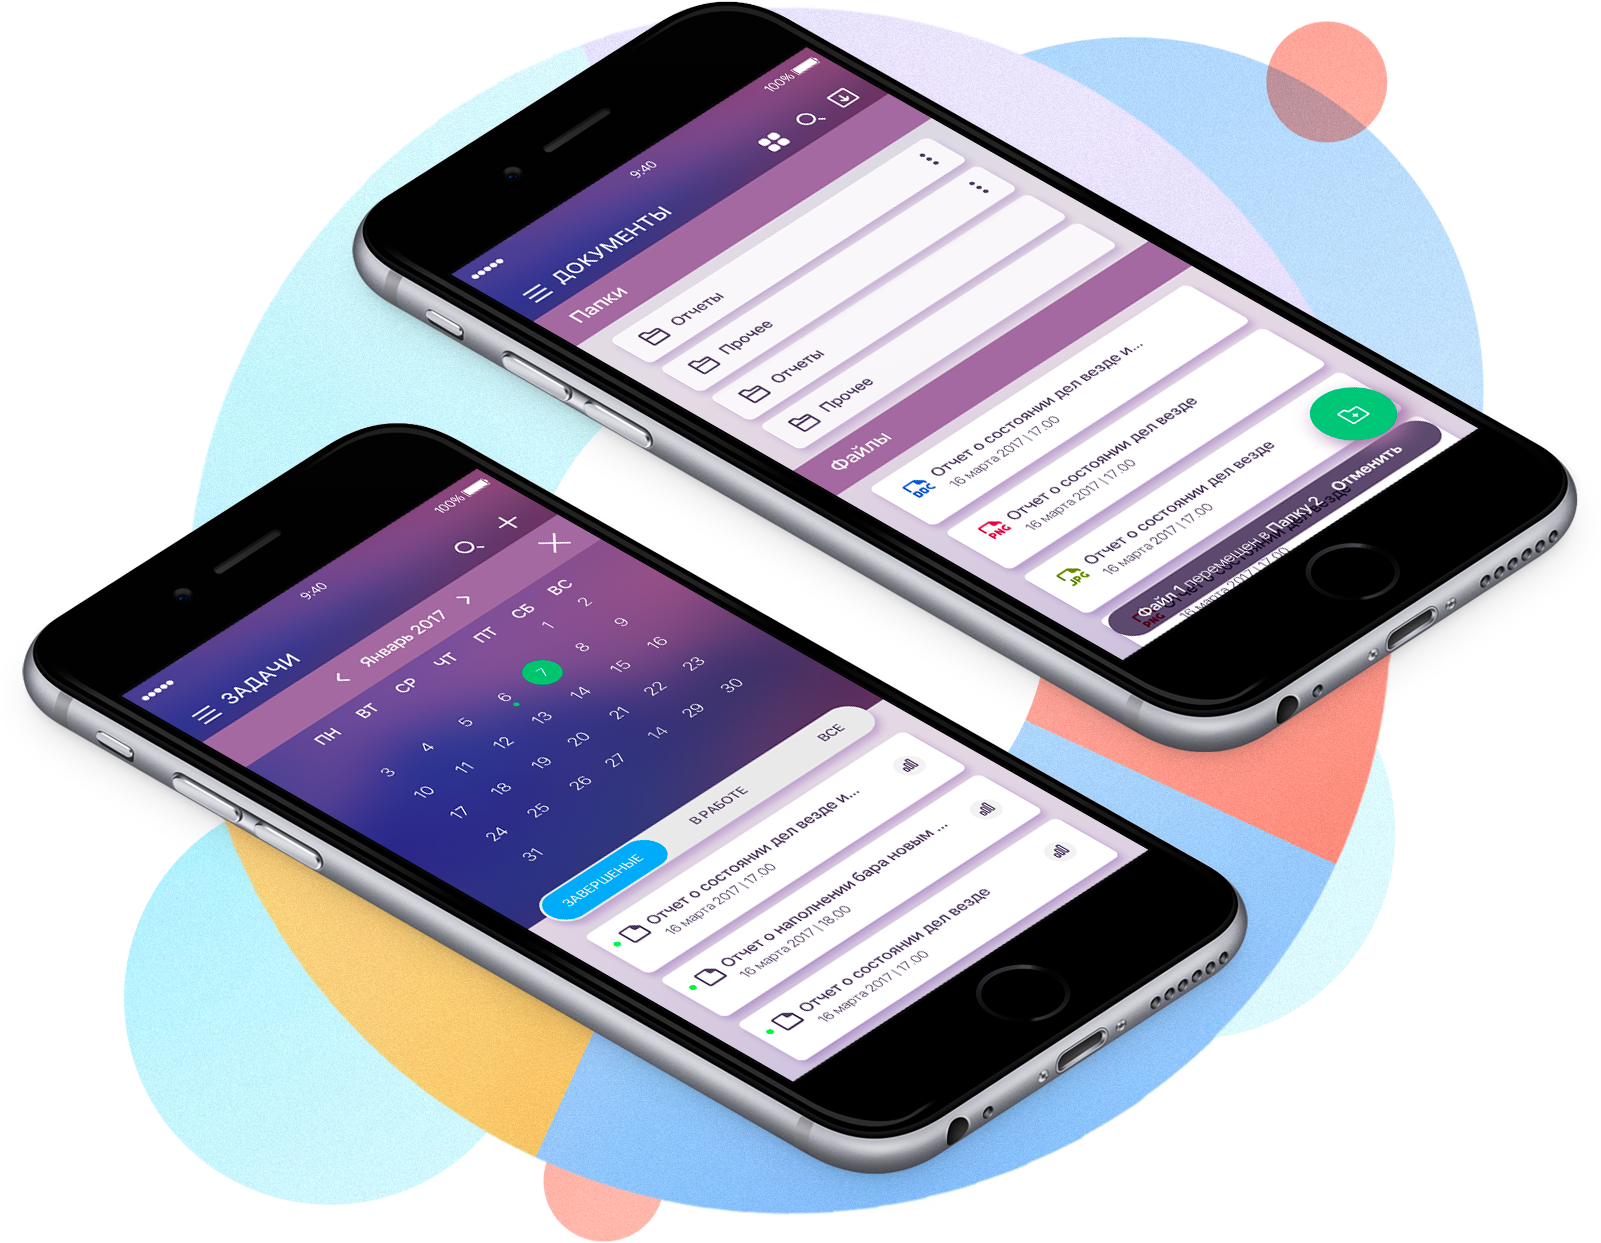 100%
9:40
ДОКУМЕНТЫ
Папки
Отчеты
Прочее
Отчеты
Прочее
Файлы
Отчет о состоянии дел везде и...
16 марта 2017 | 17.00
DOC
Отчет о состоянии дел везде
16 марта 2017 | 17.00
PNG
Отчет о состоянии дел везде
16 марта 2017 | 17.00
JPG
Файл 1 перемещен в Папку 2 Отменить
PNG
16 марта 2017 | 17.00
100%
9:40
ЗАДАЧИ
Январь 2017
ПН ВТ СР ЧТ ПТ СБ ВС
1 2
3 4 5 6 7 8 9
10 11 12 13 14 15 16
17 18 19 20 21 22 23
24 25 26 27 14 29 30
31
ЗАВЕРШЕНЫЕ В РАБОТЕ ВСЕ
Отчет о состоянии дел везде и...
16 марта 2017 | 17.00
Отчет о наполнении бара новым ...
16 марта 2017 | 18.00
Отчет о состоянии дел везде
16 марта 2017 | 17.00